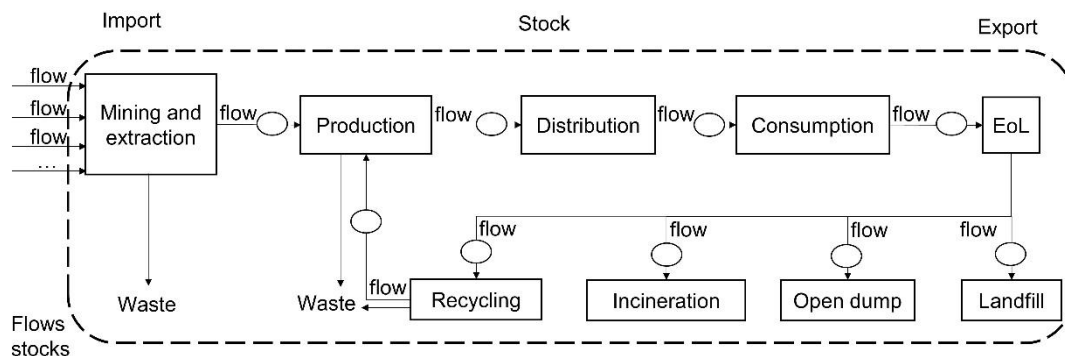 Import
Stock
Export
flow
flow
flow
...
Mining and
extraction
flow
Production
flow
Distribution
flow
Consumption
flow
EoL
flow
flow
flow
flow
flow
Waste
Waste
Recycling
Incineration
Open dump
Landfill
Flows
stocks